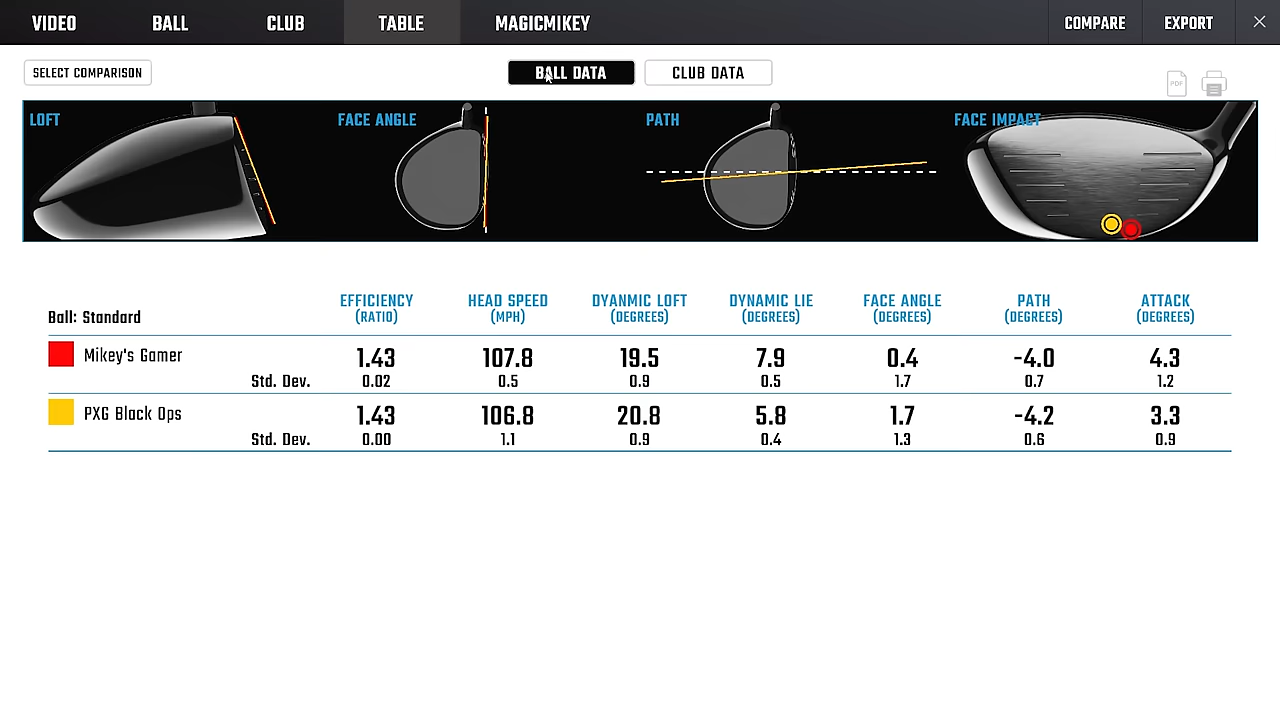 VIDEO BALL CLUB TABLE MAGICMIKEY COMPARE EXPORT
SELECT COMPARISON BALL DATA CLUB DATA
PDF
LOFT FACE ANGLE PATH FACE IMPACT
EFFICIENCY HEAD SPEED DYANMIC LOFT DYNAMIC LIE FACE ANGLE PATH ATTACK
Ball: Standard (RATIO) (MPH) (DEGREES) (DEGREES) (DEGREES) (DEGREES) (DEGREES)
Mikey's Gamer 1.43 107.8 19.5 7.9 0.4 -4.0 4.3
Std. Dev. 0.02 0.5 0.9 0.5 1.7 0.7 1.2
PXG Black Ops 1.43 106.8 20.8 5.8 1.7 -4.2 3.3
Std. Dev. 0.00 1.1 0.9 0.4 1.3 0.6 0.9